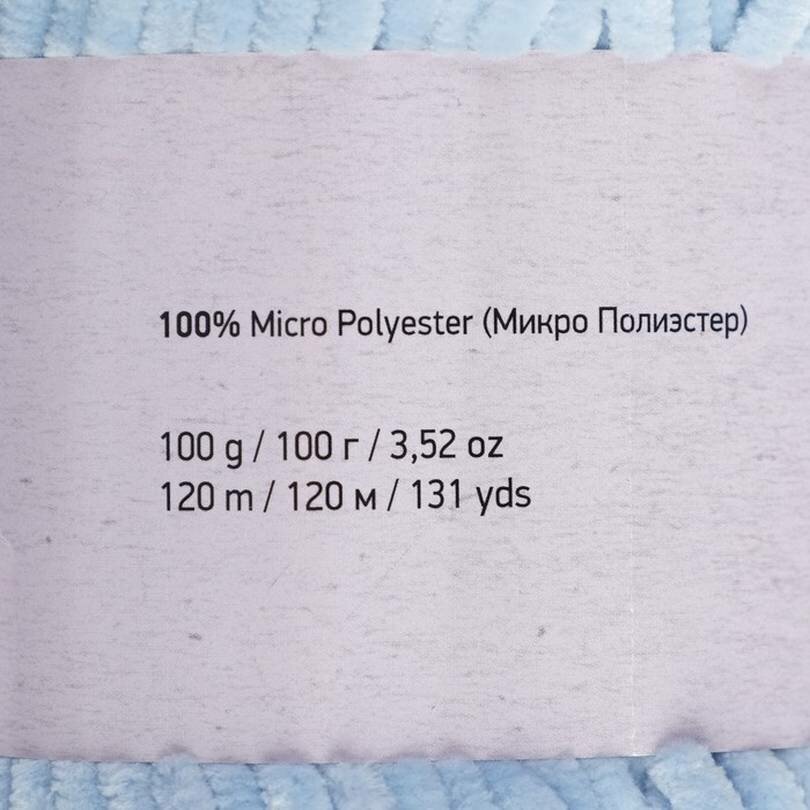 100% Micro Polyester (Микро Полиэстер)
100 g / 100 г / 3,52 oz
120 m / 120 м / 131 yds